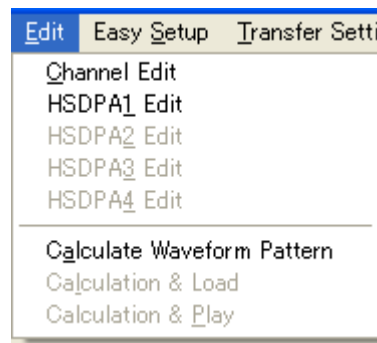 Edit Easy Setup Transfer Setti
Channel Edit
HSDPA1 Edit
HSDPA2 Edit
HSDPA3 Edit
HSDPA4 Edit
Calculate Waveform Pattern
Calculation & Load
Calculation & Play